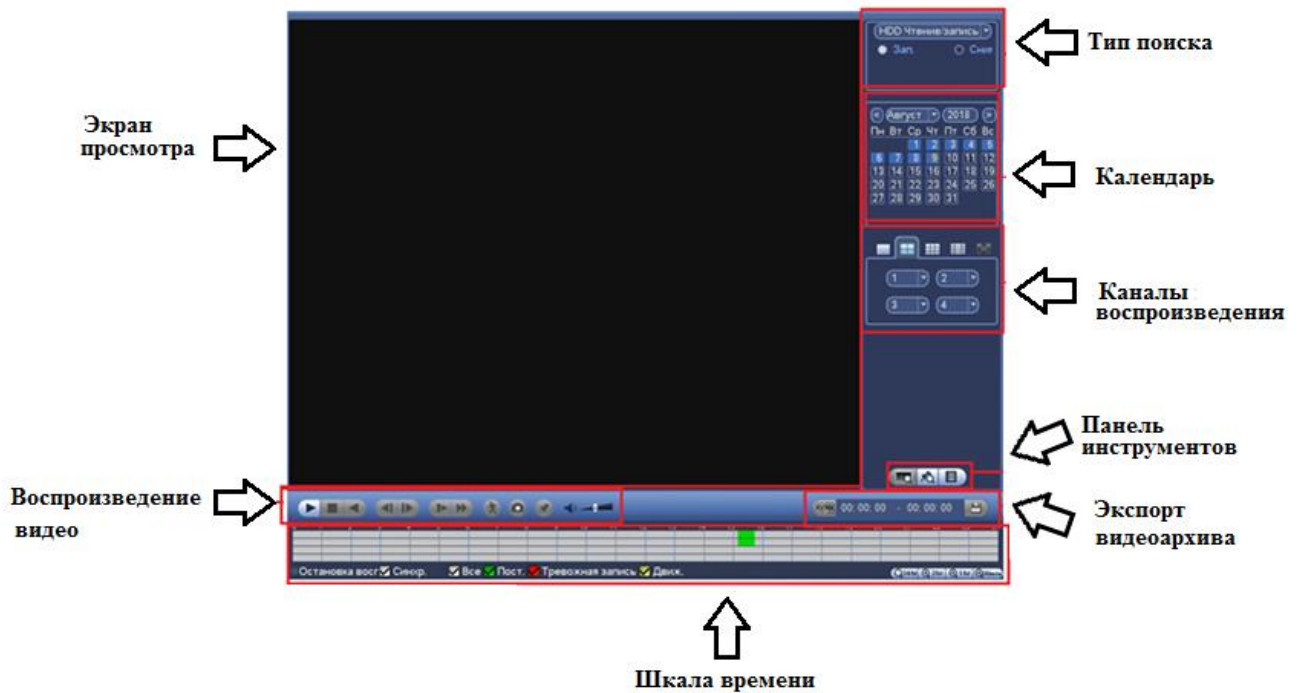 HDD Чтение/запись
Зап.
Тип поиска
Экран
просмотра
« Август 2018 »
Пн Вт Ср Чт Пт Сб Вс
1 2 3 4 5
6 7 8 9 10 11 12
13 14 15 16 17 18 19
20 21 22 23 24 25 26
27 28 29 30 31
Календарь
1 2
3 4
Каналы
воспроизведения
Панель
инструментов
Воспроизведение
видео
00: 00: 00 - 00: 00: 00
Экспорт
видеоархива
Остановка восг Синхр. Все Пост. Тревожная запись Движ.
Шкала времени